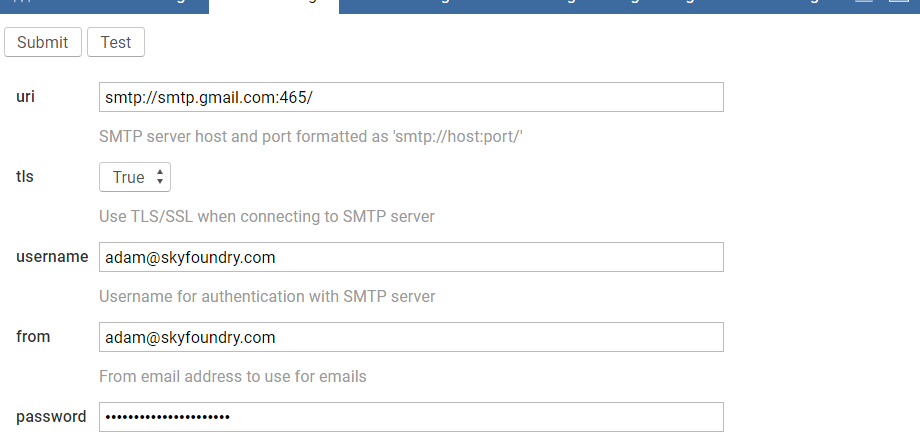 Submit Test
uri smtp://smtp.gmail.com:465/
SMTP server host and port formatted as 'smtp://host:port/'
tls True
Use TLS/SSL when connecting to SMTP server
username adam@skyfoundry.com
Username for authentication with SMTP server
from adam@skyfoundry.com
From email address to use for emails
password ••••••••••••••••••••••